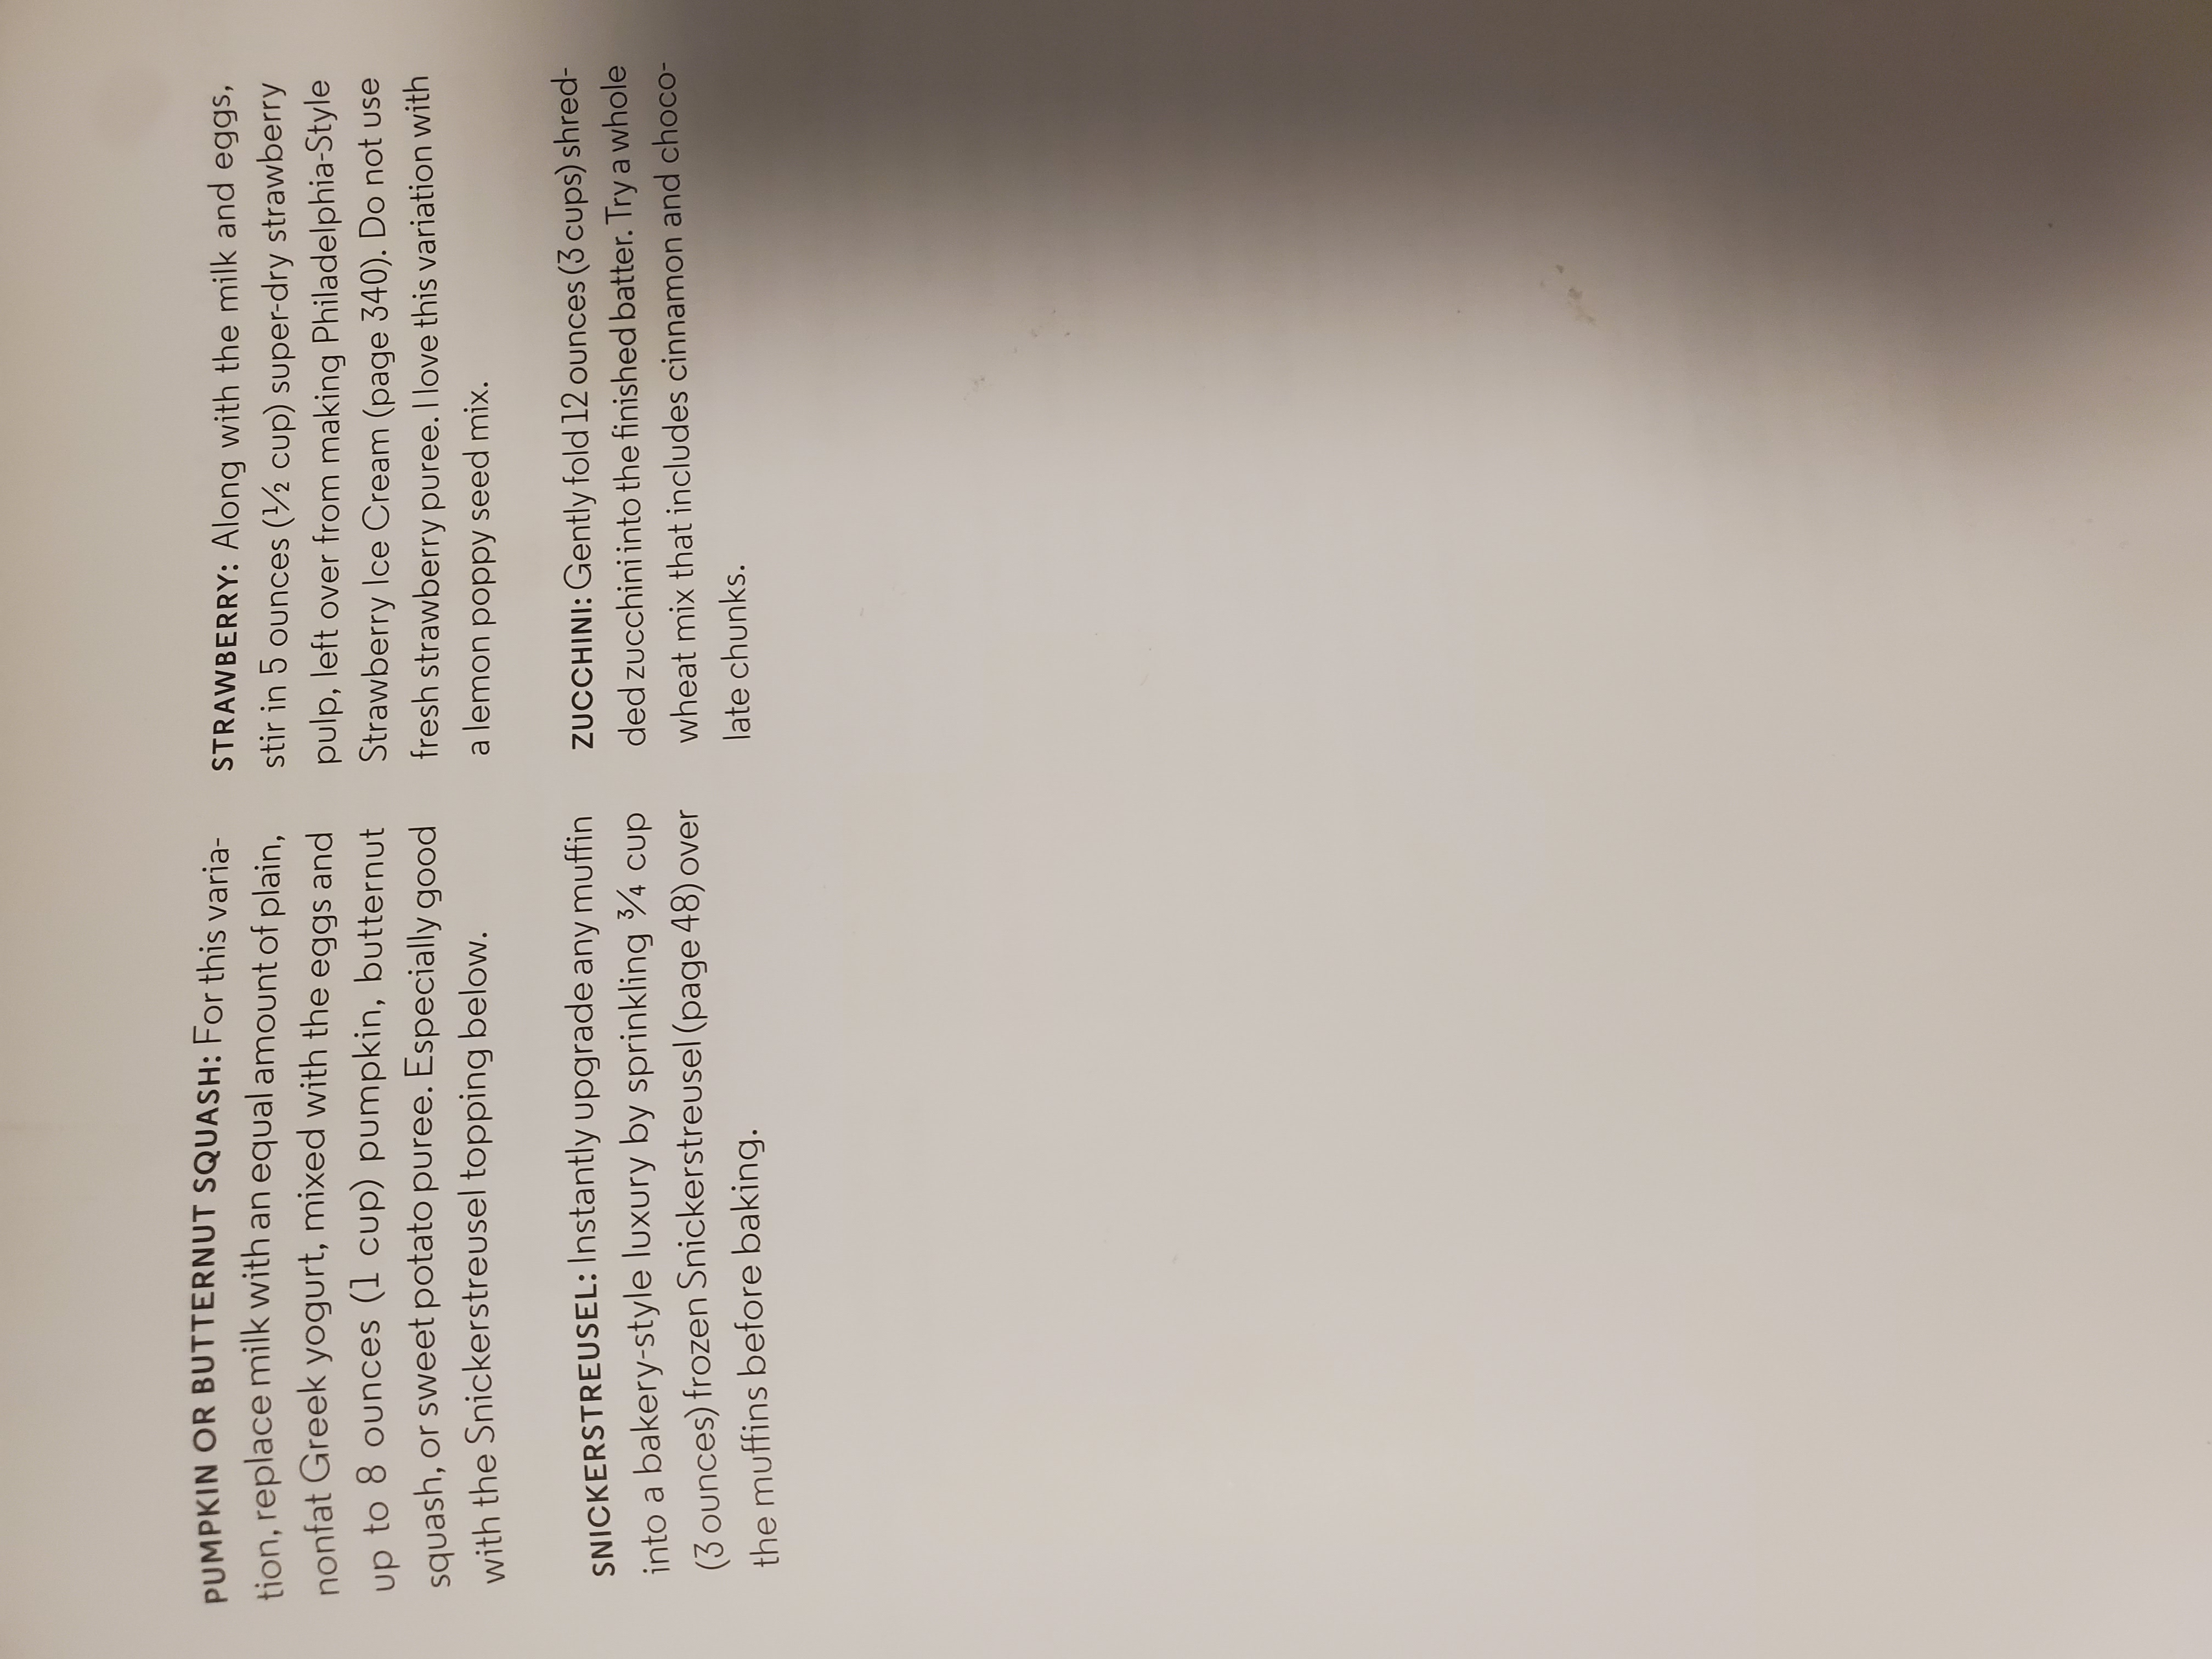 PUMPKIN OR BUTTERNUT SQUASH: For this varia-
tion, replace milk with an equal amount of plain,
nonfat Greek yogurt, mixed with the eggs and
up to 8 ounces (1 cup) pumpkin, butternut
squash, or sweet potato puree. Especially good
with the Snickerstreusel topping below.
SNICKERSTREUSEL: Instantly upgrade any muffin
into a bakery-style luxury by sprinkling ¾ cup
(3 ounces) frozen Snickerstreusel (page 48) over
the muffins before baking.
STRAWBERRY: Along with the milk and eggs,
stir in 5 ounces (½ cup) super-dry strawberry
pulp, left over from making Philadelphia-Style
Strawberry Ice Cream (page 340). Do not use
fresh strawberry puree. I love this variation with
a lemon poppy seed mix.
ZUCCHINI: Gently fold 12 ounces (3 cups) shred-
ded zucchini into the finished batter. Try a whole
wheat mix that includes cinnamon and choco-
late chunks.